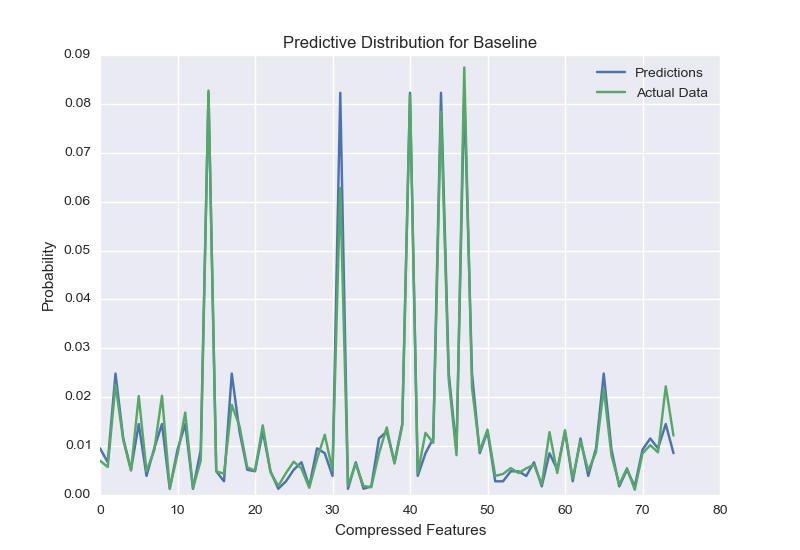 Predictive Distribution for Baseline
Predictions
Actual Data
0.09
0.08
0.07
0.06
0.05
0.04
0.03
0.02
0.01
0.00
Probability
0 10 20 30 40 50 60 70 80
Compressed Features